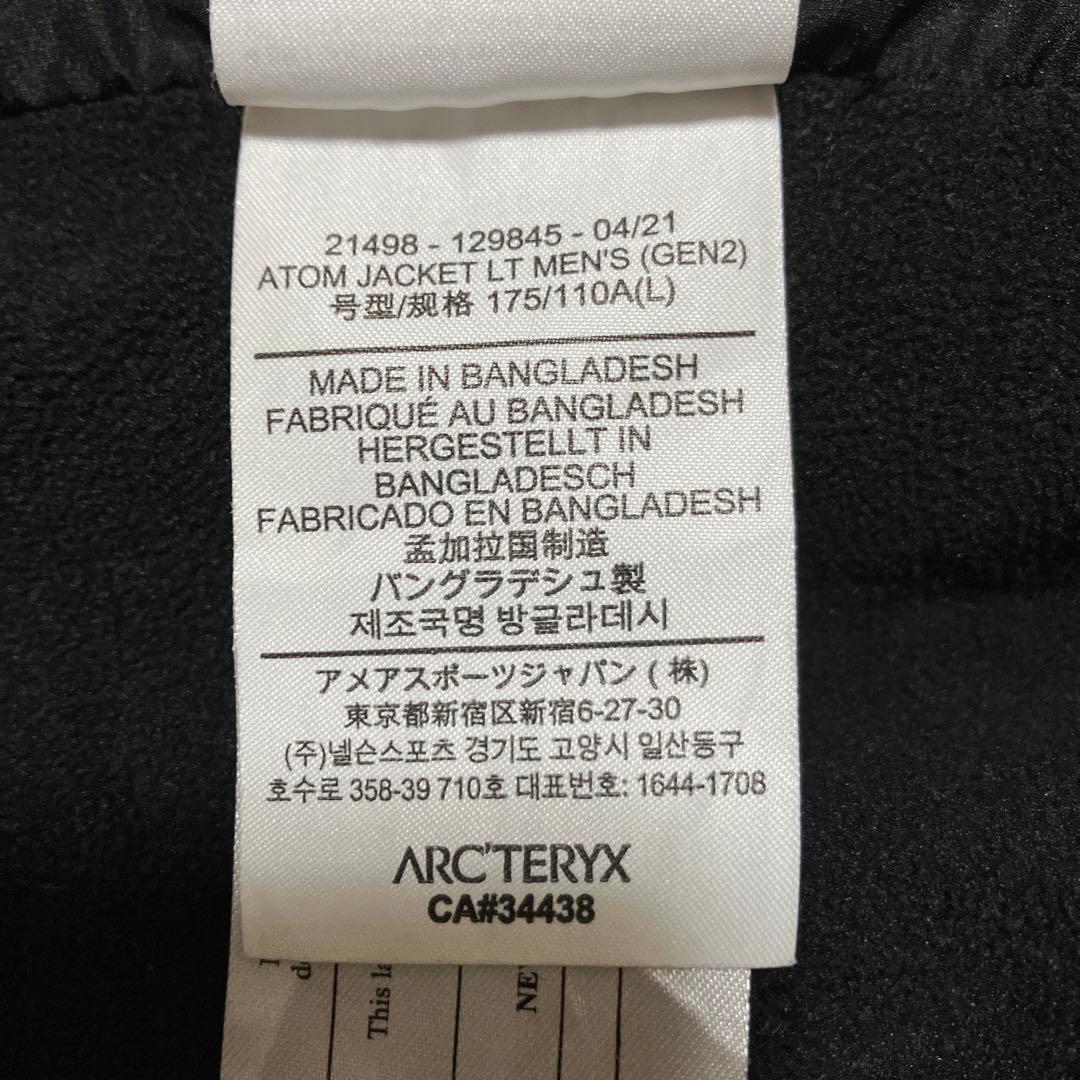 21498 - 129845 - 04/21
ATOM JACKET LT MEN'S (GEN2)
号型/规格 175/110A(L)
MADE IN BANGLADESH
FABRIQUÉ AU BANGLADESH
HERGESTELLT IN
BANGLADESCH
FABRICADO EN BANGLADESH
孟加拉国制造
バングラデシュ製
제조국명 방글라데시
アメアスポーツジャパン ( 株)
東京都新宿区新宿6-27-30
(주)넬슨스포츠 경기도 고양시 일산동구
호수로 358-39 710호 대표번호: 1644-1708
ARC'TERYX
CA#34438
This